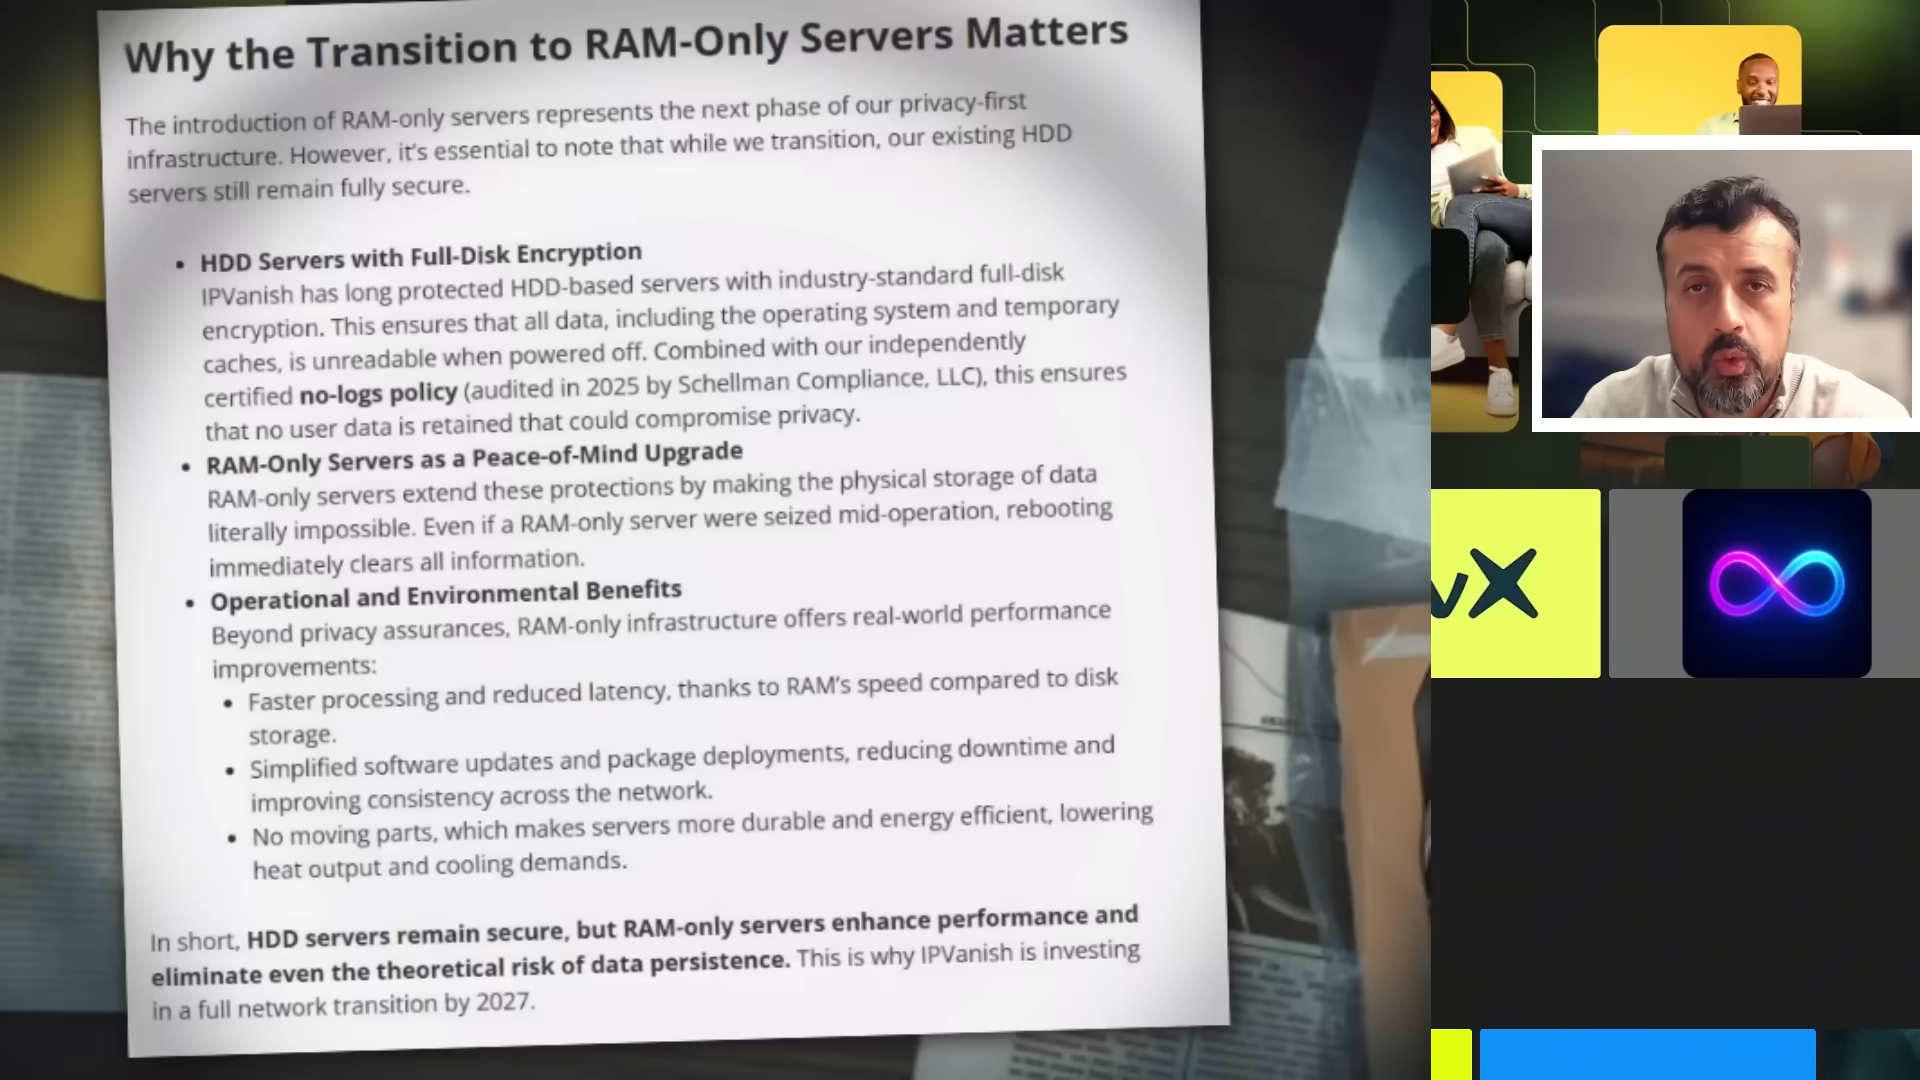 Why the Transition to RAM-Only Servers Matters
The introduction of RAM-only servers represents the next phase of our privacy-first
infrastructure. However, it's essential to note that while we transition, our existing HDD
servers still remain fully secure.
• HDD Servers with Full-Disk Encryption
IPVanish has long protected HDD-based servers with industry-standard full-disk
encryption. This ensures that all data, including the operating system and temporary
caches, is unreadable when powered off. Combined with our independently
certified no-logs policy (audited in 2025 by Schellman Compliance, LLC), this ensures
that no user data is retained that could compromise privacy.
• RAM-Only Servers as a Peace-of-Mind Upgrade
RAM-only servers extend these protections by making the physical storage of data
literally impossible. Even if a RAM-only server were seized mid-operation, rebooting
immediately clears all information.
• Operational and Environmental Benefits
Beyond privacy assurances, RAM-only infrastructure offers real-world performance
improvements:
• Faster processing and reduced latency, thanks to RAM's speed compared to disk
storage.
• Simplified software updates and package deployments, reducing downtime and
improving consistency across the network.
• No moving parts, which makes servers more durable and energy efficient, lowering
heat output and cooling demands.
In short, HDD servers remain secure, but RAM-only servers enhance performance and
eliminate even the theoretical risk of data persistence. This is why IPVanish is investing
in a full network transition by 2027.